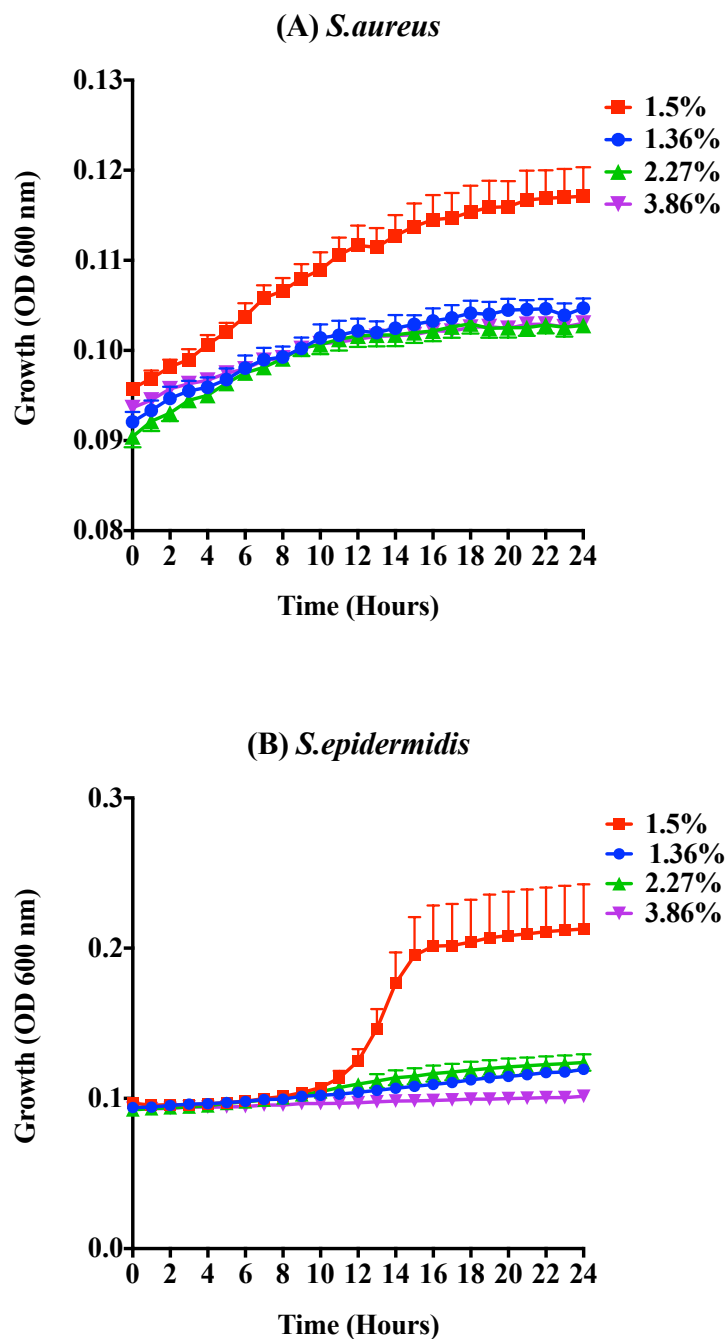 (A) S.aureus
0.13
0.12
0.11
0.10
0.09
0.08
Growth (OD 600 nm)
0 2 4 6 8 10 12 14 16 18 20 22 24
Time (Hours)
1.5%
1.36%
2.27%
3.86%
(B) S.epidermidis
0.3
0.2
0.1
0.0
Growth (OD 600 nm)
0 2 4 6 8 10 12 14 16 18 20 22 24
Time (Hours)
1.5%
1.36%
2.27%
3.86%